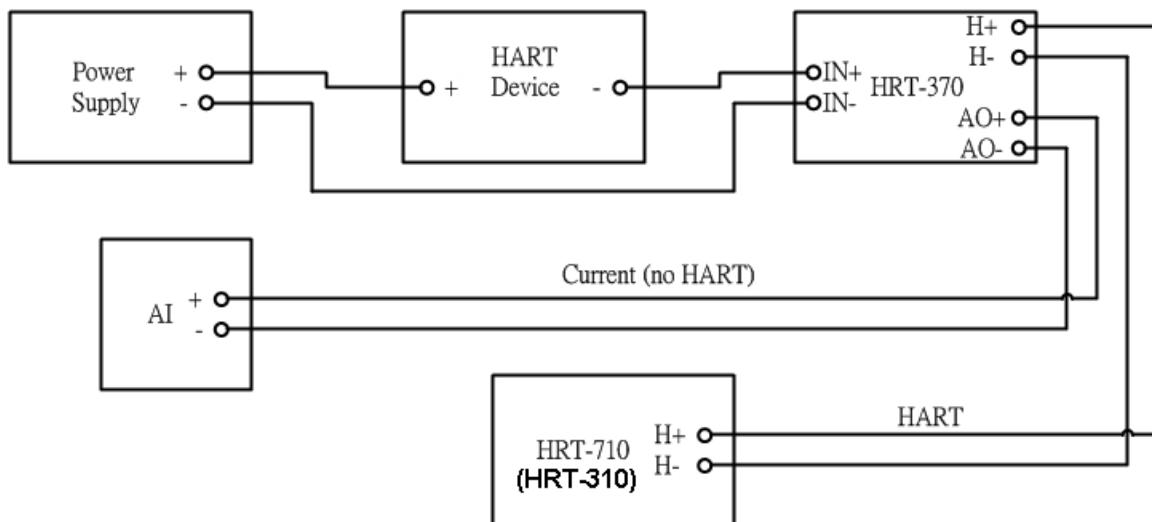 Power
Supply
+
-
+
HART
Device
-
IN+
IN-
HRT-370
H+
H-
AO+
AO-
AI
+
-
Current (no HART)
HRT-710
(HRT-310)
H+
H-
HART